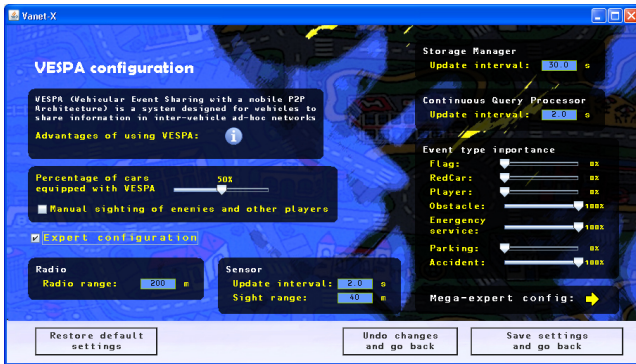 Vanet-X
VESPA configuration
VESPA (Vehicular Event Sharing with a mobile P2P
Architecture) is a system designed for vehicles to
share information in inter-vehicle ad-hoc networks
Advantages of using VESPA:
i
Percentage of cars
equipped with VESPA
50%
Manual sighting of enemies and other players
Expert configuration
Radio
Radio range: 200 m
Sensor
Update interval: 2.0 s
Sight range: 40 m
Storage Manager
Update interval: 30.0 s
Continuous Query Processor
Update interval: 2.0 s
Event type importance
Flag: 0%
RedCar: 0%
Player: 0%
Obstacle: 100%
Emergency
service: 100%
Parking: 0%
Accident: 100%
Mega-expert config:
Restore default
settings
Undo changes
and go back
Save settings
and go back